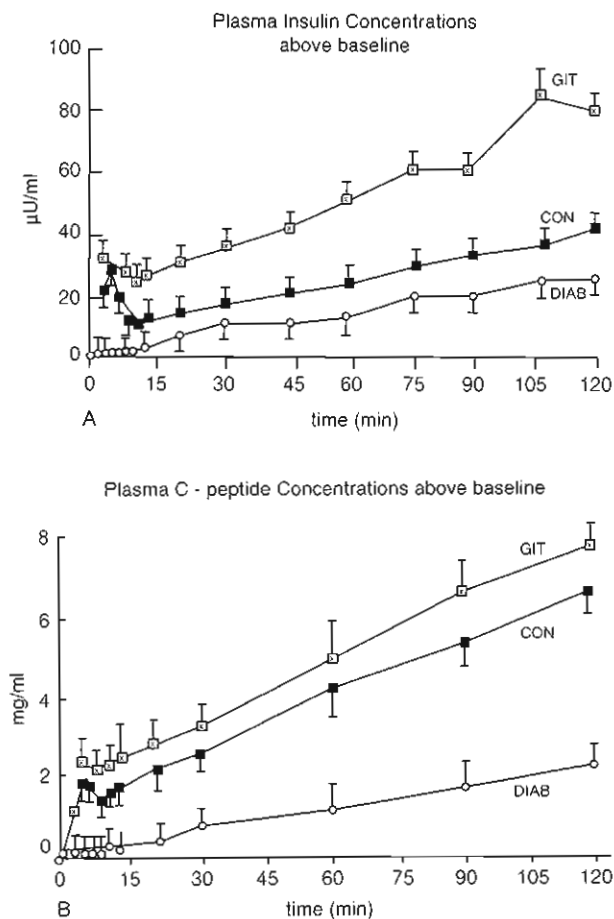 Plasma Insulin Concentrations
above baseline
100
80
60
40
20
0
µU/ml
GIT
CON
DIAB
0 15 30 45 60 75 90 105 120
A
time (min)
Plasma C - peptide Concentrations above baseline
8
6
4
2
0
mg/ml
GIT
CON
DIAB
0 15 30 45 60 75 90 105 120
B
time (min)